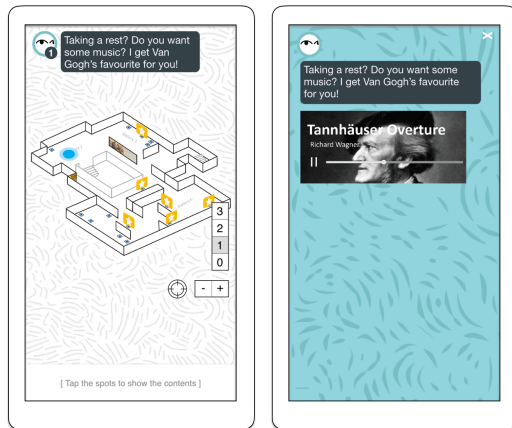 Taking a rest? Do you want
some music? I get Van
Gogh's favourite for you!
1
3
2
1
0
- +
[ Tap the spots to show the contents ]
Taking a rest? Do you want some
music? I get Van Gogh's favourite
for you!
Tannhäuser Overture
Richard Wagner